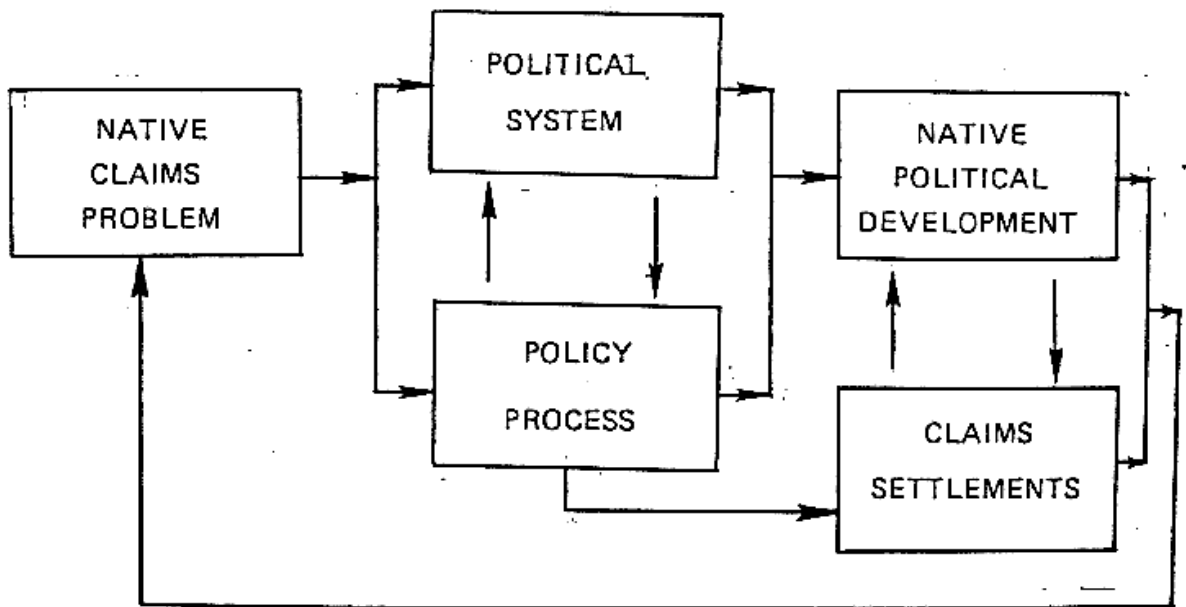 NATIVE
CLAIMS
PROBLEM
POLITICAL
SYSTEM
POLICY
PROCESS
NATIVE
POLITICAL
DEVELOPMENT
CLAIMS
SETTLEMENTS